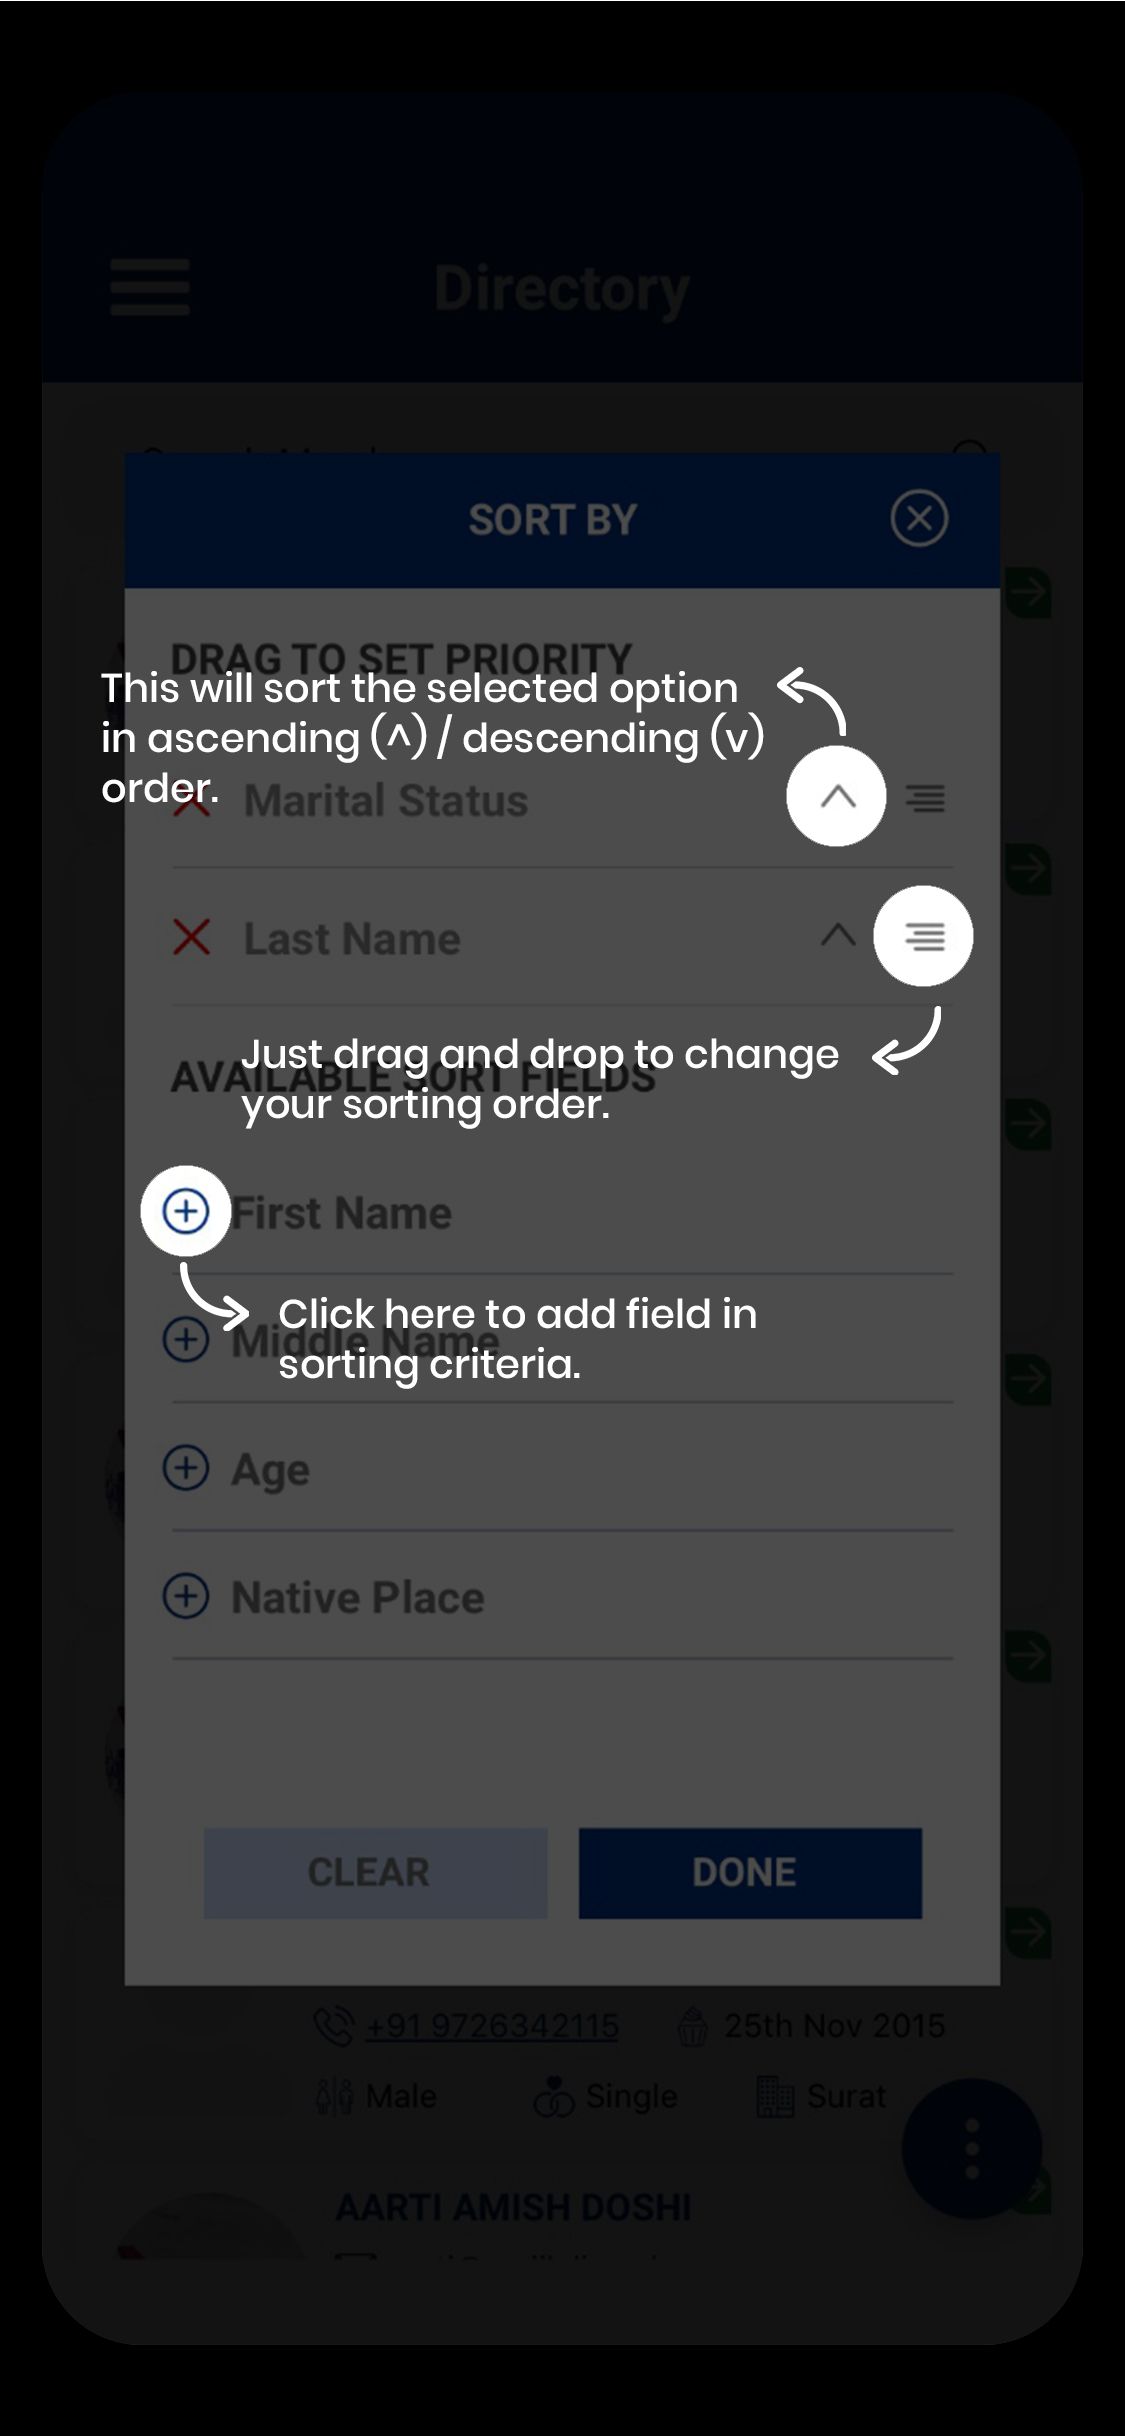 Directory
SORT BY
DRAG TO SET PRIORITY
This will sort the selected option
in ascending (^) / descending (v)
order.
Marital Status
Last Name
Just drag and drop to change
your sorting order.
AVAILABLE SORT FIELDS
First Name
Click here to add field in
sorting criteria.
Middle Name
Age
Native Place
CLEAR DONE
+91 9726342115 25th Nov 2015
Male Single Surat
AARTI AMISH DOSHI